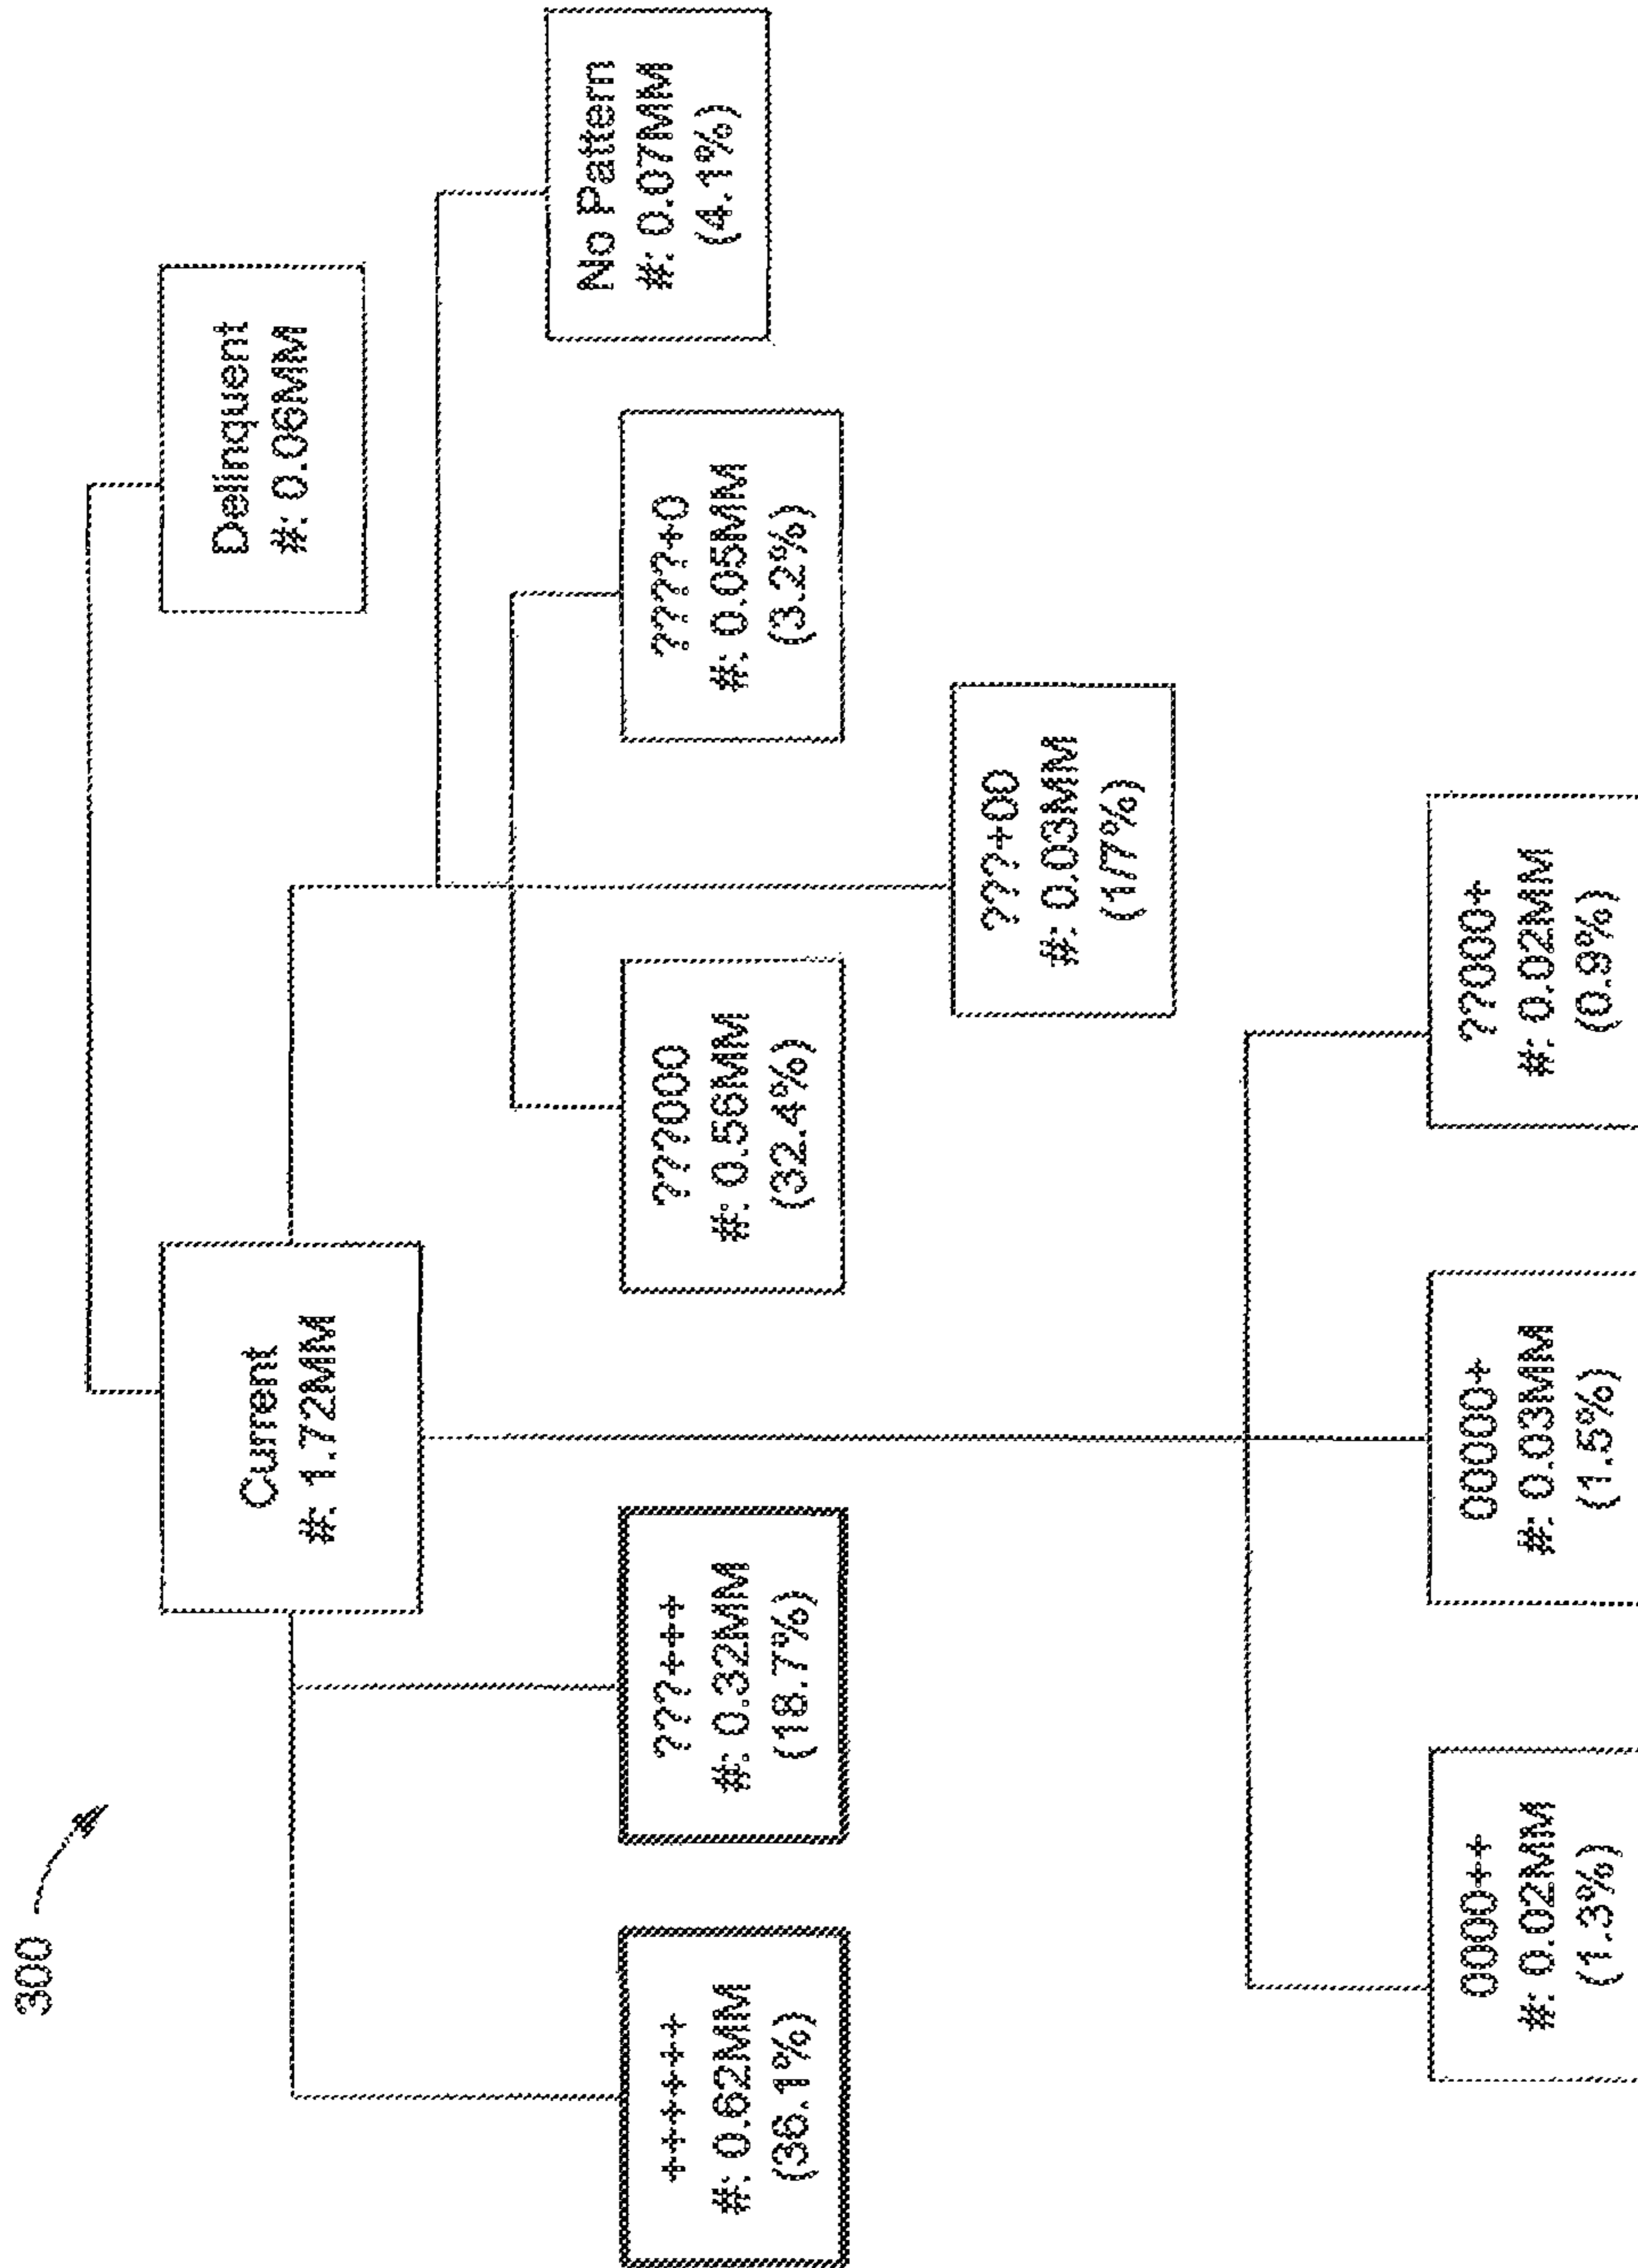 300
Current
#: 1.72MM
Delinquent
#: 0.06MM
++++++
#: 0.62MM
(36.1%)
???+++
#: 0.32MM
(18.7%)
???000
#: 0.56MM
(32.4%)
????+0
#: 0.05MM
(3.2%)
No Pattern
#: 0.07MM
(4.1%)
???+00
#: 0.03MM
(1/7%)
0000++
#: 0.02MM
(1.3%)
00000+
#: 0.03MM
(1.5%)
??000+
#: 0.02MM
(0.9%)